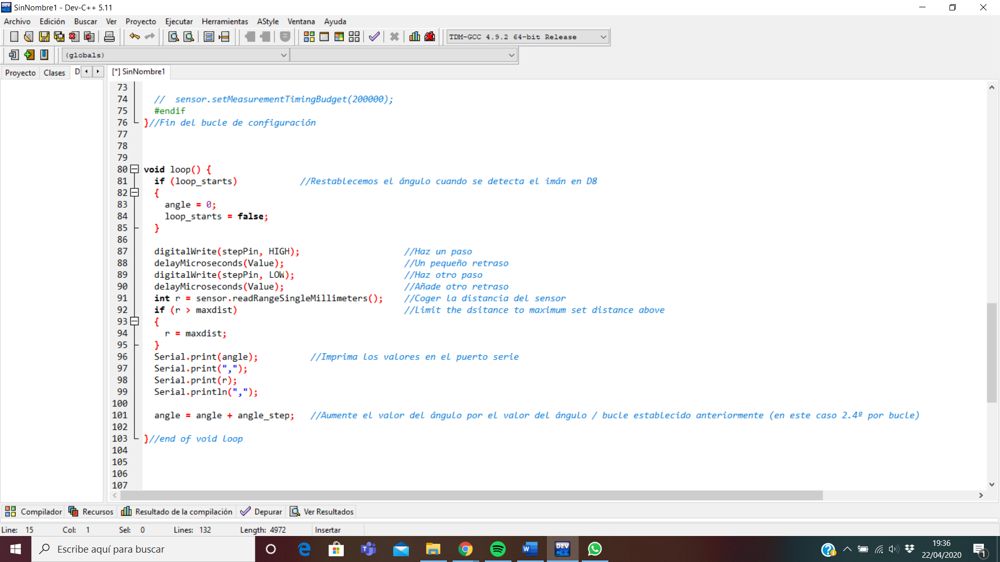 SinNombre1 - Dev-C++ 5.11
Archivo Edición Buscar Ver Proyecto Ejecutar Herramientas AStyle Ventana Ayuda
TDM-GCC 4.9.2 64-bit Release
(globals)
Proyecto Clases D [*] SinNombre1
73
74 // sensor.setMeasurementTimingBudget(200000);
75 #endif
76 }//Fin del bucle de configuración
77
78
79
80 void loop() {
81 if (loop_starts) //Restablecemos el ángulo cuando se detecta el imán en D8
82 {
83 angle = 0;
84 loop_starts = false;
85 }
86
87 digitalWrite(stepPin, HIGH); //Haz un paso
88 delayMicroseconds(Value); //Un pequeño retraso
89 digitalWrite(stepPin, LOW); //Haz otro paso
90 delayMicroseconds(Value); //Añade otro retraso
91 int r = sensor.readRangeSingleMillimeters(); //Coger la distancia del sensor
92 if (r > maxdist) //Limit the dsitance to maximum set distance above
93 {
94 r = maxdist;
95 }
96 Serial.print(angle); //Imprima los valores en el puerto serie
97 Serial.print(",");
98 Serial.print(r);
99 Serial.println(",");
100
101 angle = angle + angle_step; //Aumente el valor del ángulo por el valor del ángulo / bucle establecido anteriormente (en este caso 2.4º por bucle)
102
103 }//end of void loop
104
105
106
107
Compilador Recursos Resultado de la compilación Depurar Ver Resultados
Line: 15 Col: 1 Sel: 0 Lines: 132 Length: 4972 Insertar
Escribe aquí para buscar
DEV C++
19:36
22/04/2020
1